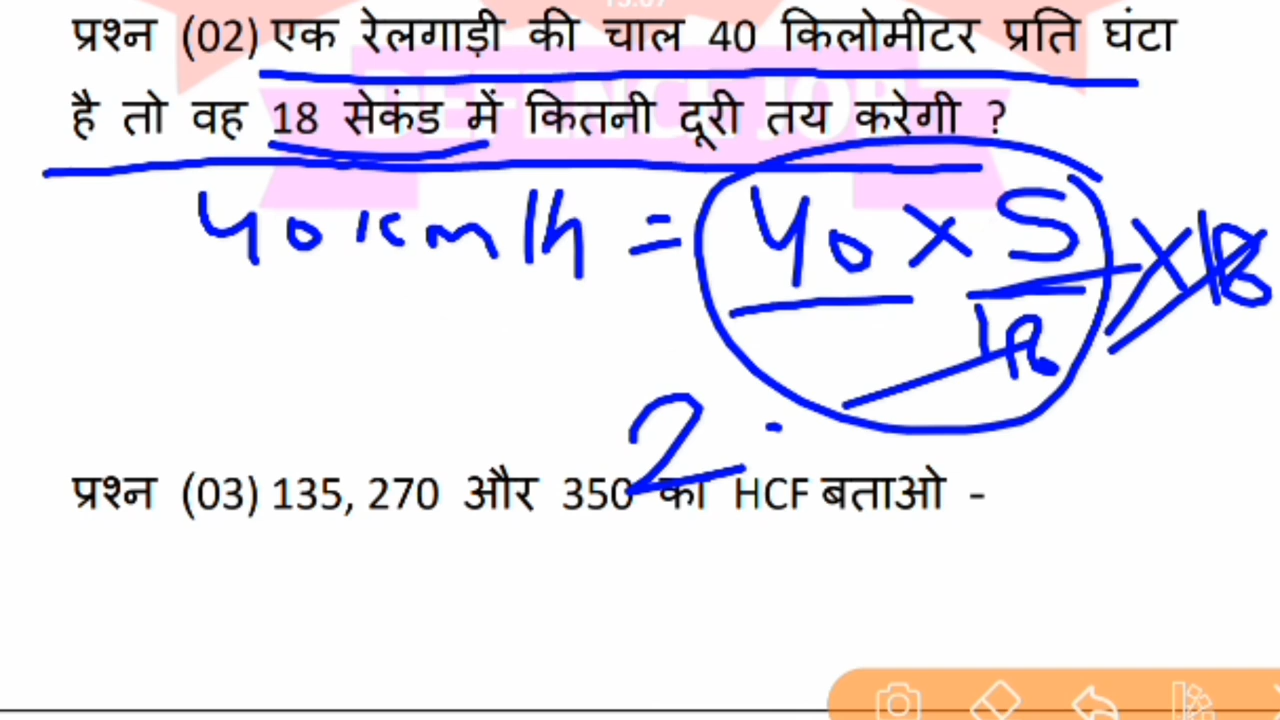 प्रश्न (02) एक रेलगाड़ी की चाल 40 किलोमीटर प्रति घंटा
है तो वह 18 सेकंड में कितनी दूरी तय करेगी ?
40 km/h = 40 × 5 × 18
18
2
प्रश्न (03) 135, 270 और 350 का HCF बताओ -